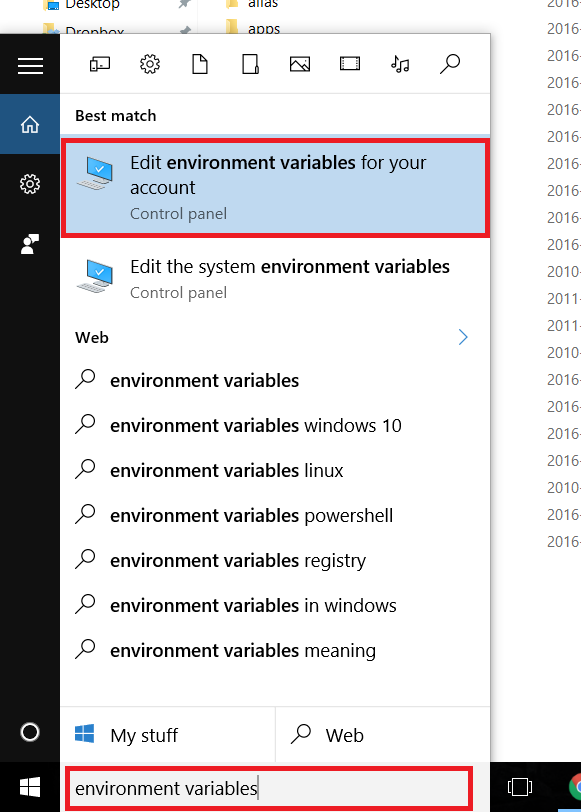 Desktop
Dropbox
alias
apps
2016-
2016-
2016-
2016-
2016-
2016-
2016-
2016-
2016-
2016-
2010-
2011-
2011-
2010-
2016-
2016-
2016-
2016-
2010-
2016-
2016-
Best match
Edit environment variables for your
account
Control panel
Edit the system environment variables
Control panel
Web
environment variables
environment variables windows 10
environment variables linux
environment variables powershell
environment variables registry
environment variables in windows
environment variables meaning
My stuff
Web
environment variables